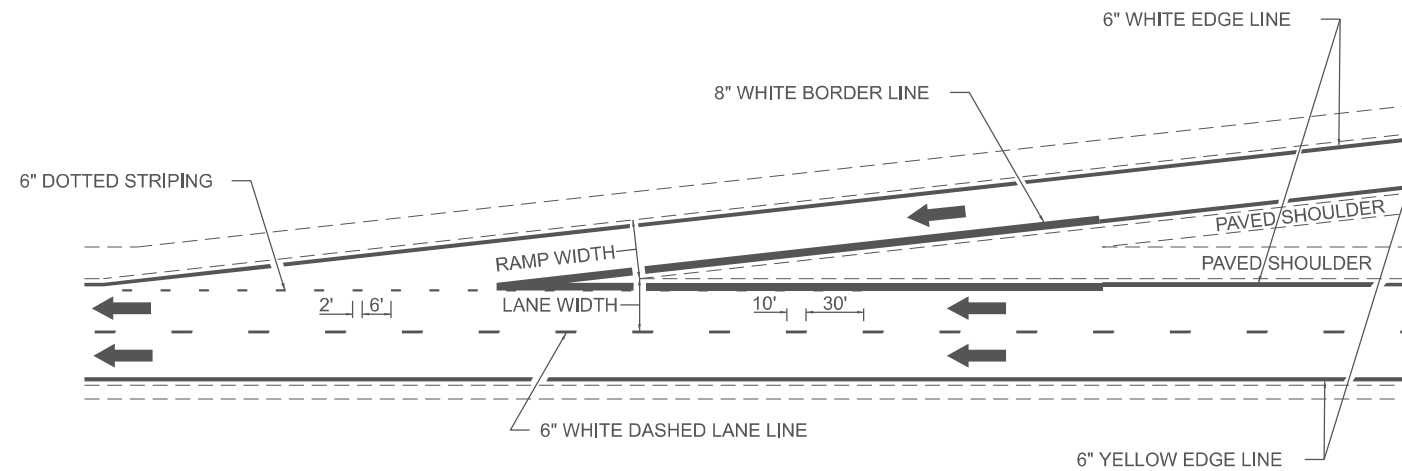 6" WHITE EDGE LINE
8" WHITE BORDER LINE
6" DOTTED STRIPING
PAVED SHOULDER
RAMP WIDTH
PAVED SHOULDER
2' 6'
LANE WIDTH
10' 30'
6" WHITE DASHED LANE LINE
6" YELLOW EDGE LINE